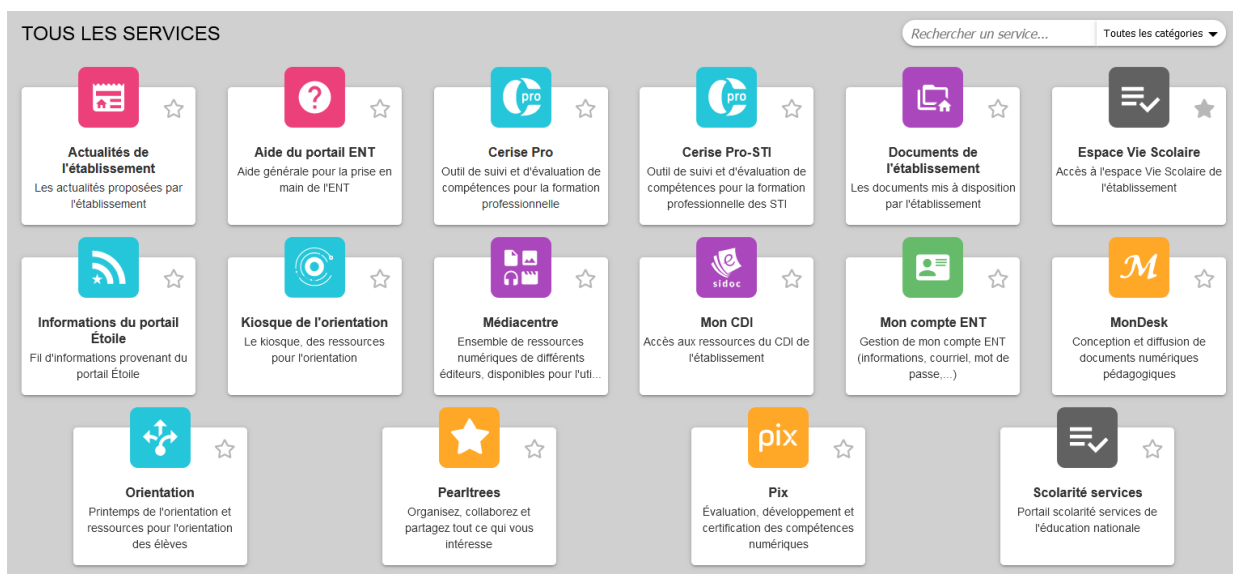 TOUS LES SERVICES
Rechercher un service...
Toutes les catégories
Actualités de
l'établissement
Les actualités proposées par
l'établissement
Aide du portail ENT
Aide générale pour la prise en
main de l'ENT
pro
Cerise Pro
Outil de suivi et d'évaluation de
compétences pour la formation
professionnelle
pro
Cerise Pro-STI
Outil de suivi et d'évaluation de
compétences pour la formation
professionnelle des STI
Documents de
l'établissement
Les documents mis à disposition
par l'établissement
Espace Vie Scolaire
Accès à l'espace Vie Scolaire de
l'établissement
Informations du portail
Étoile
Fil d'informations provenant du
portail Étoile
Kiosque de l'orientation
Le kiosque, des ressources
pour l'orientation
Médiacentre
Ensemble de ressources
numériques de différents
éditeurs, disponibles pour l'uti...
e
sidoc
Mon CDI
Accès aux ressources du CDI de
l'établissement
Mon compte ENT
Gestion de mon compte ENT
(informations, courriel, mot de
passe,...)
M
MonDesk
Conception et diffusion de
documents numériques
pédagogiques
Orientation
Printemps de l'orientation et
ressources pour l'orientation
des élèves
Pearltrees
Organisez, collaborez et
partagez tout ce qui vous
intéresse
pix
Pix
Évaluation, développement et
certification des compétences
numériques
Scolarité services
Portail scolarité services de
l'éducation nationale